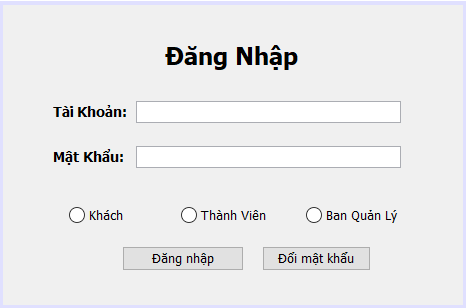 Đăng Nhập
Tài Khoản:
Mật Khẩu:
Khách Thành Viên Ban Quản Lý
Đăng nhập Đổi mật khẩu